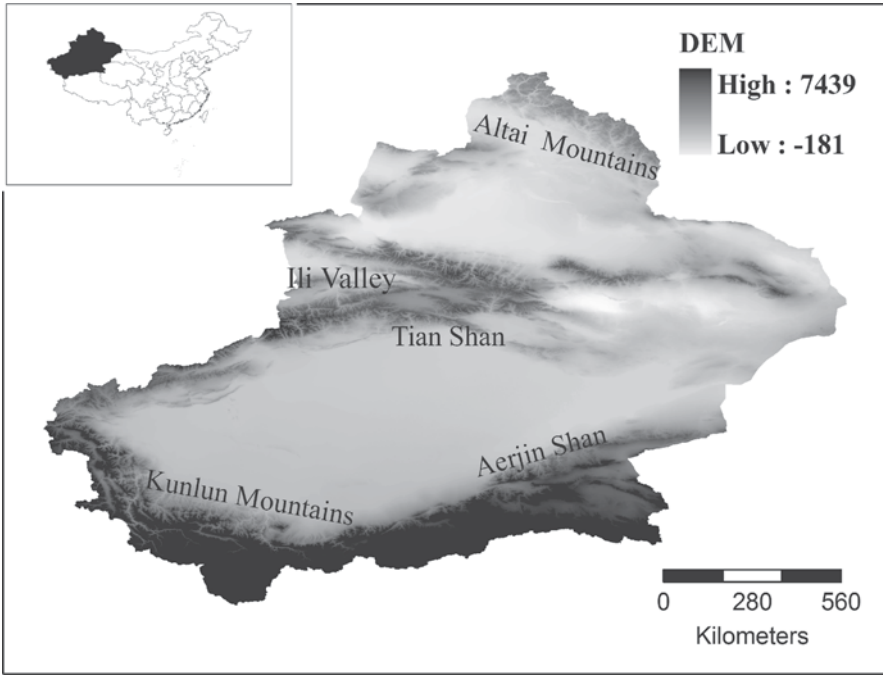 DEM
High : 7439
Low : -181
Altai Mountains
Ili Valley
Tian Shan
Aerjin Shan
Kunlun Mountains
0 280 560
Kilometers